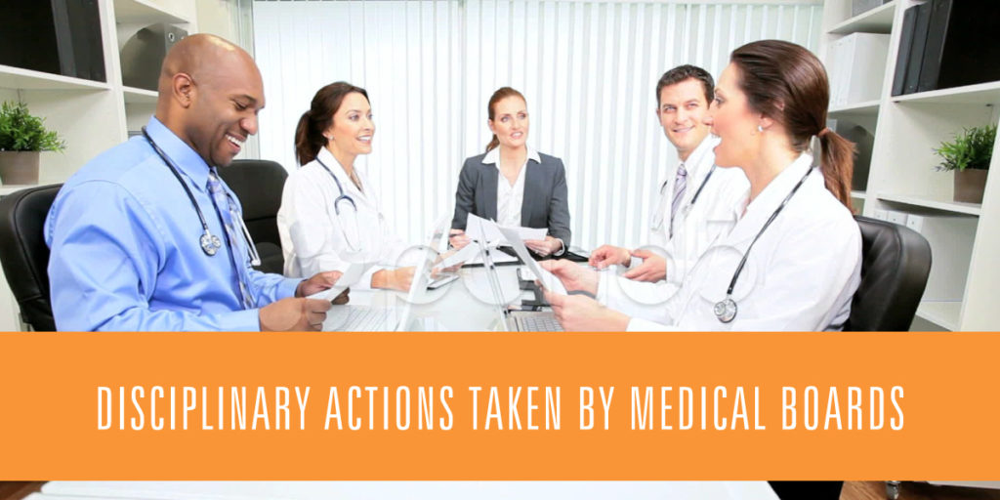 DISCIPLINARY ACTIONS TAKEN BY MEDICAL BOARDS